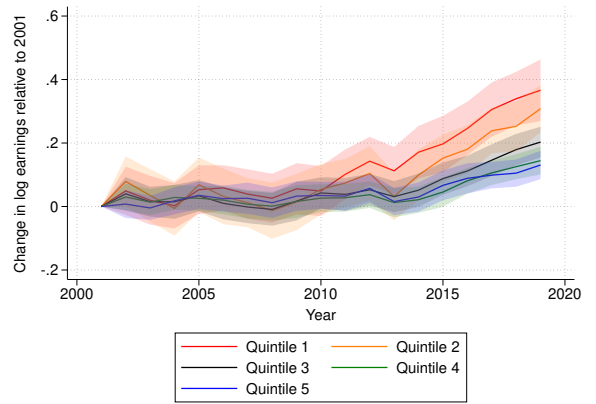 Change in log earnings relative to 2001
.6
.4
.2
0
-.2
2000 2005 2010 2015 2020
Year
Quintile 1 Quintile 2
Quintile 3 Quintile 4
Quintile 5